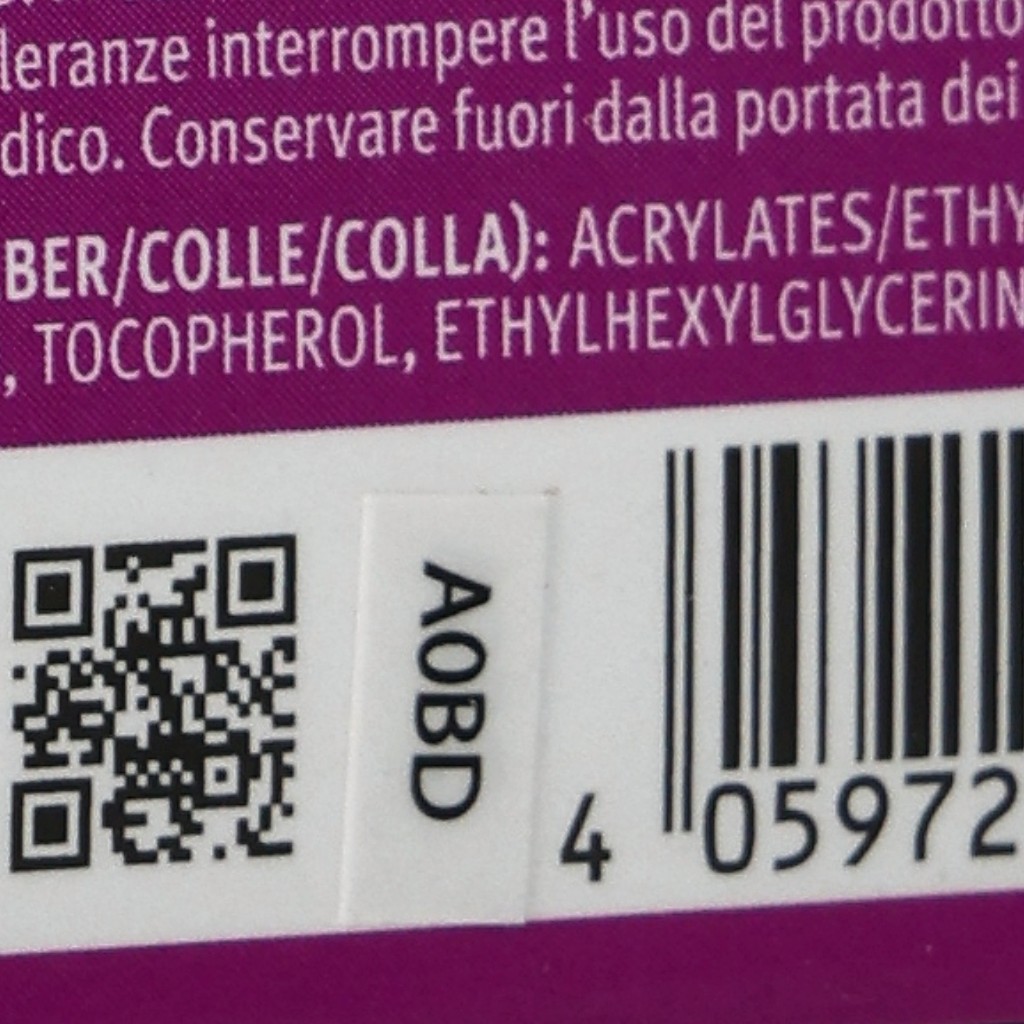 leranze interrompere l'uso del prodotto
dico. Conservare fuori dalla portata dei
BER/COLLE/COLLA): ACRYLATES/ETHY
, TOCOPHEROL, ETHYLHEXYLGLYCERIN
A0BD
4 05972